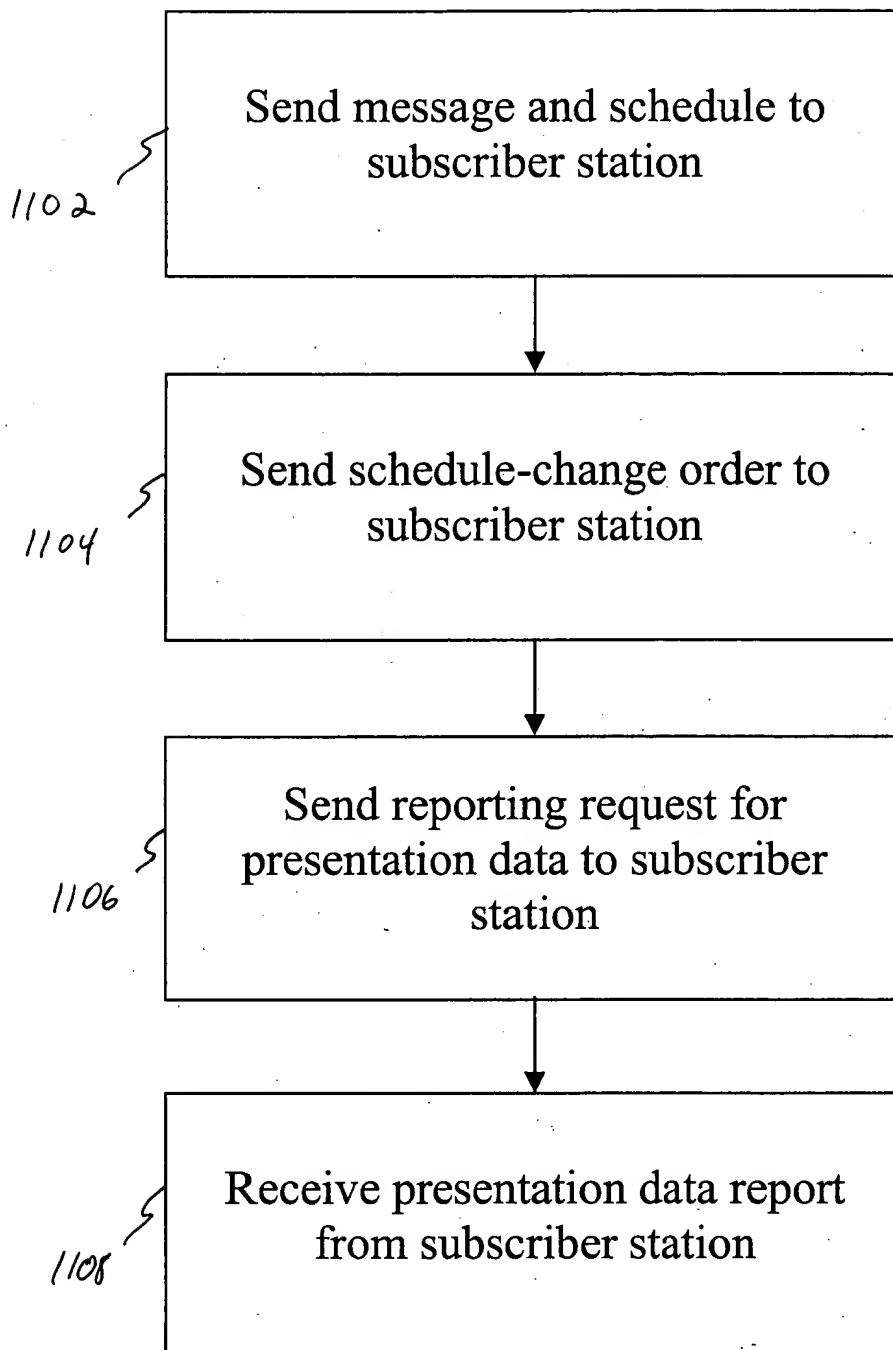 Send message and schedule to
subscriber station
1102
Send schedule-change order to
subscriber station
1104
Send reporting request for
presentation data to subscriber
station
1106
Receive presentation data report
from subscriber station
1108